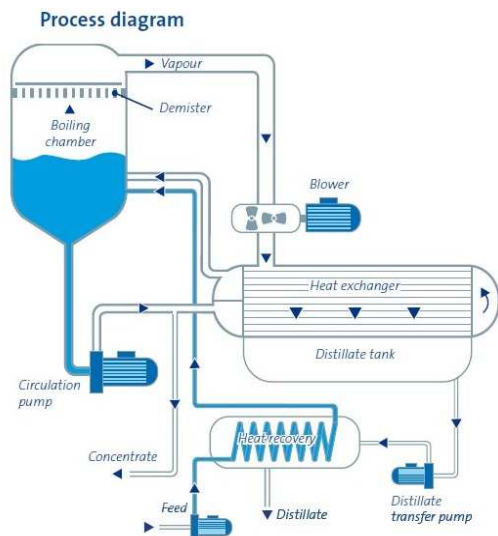 Process diagram
Vapour
Demister
Boiling
chamber
Blower
Heat exchanger
Distillate tank
Circulation
pump
Heat recovery
Concentrate
Feed
Distillate
Distillate
transfer pump